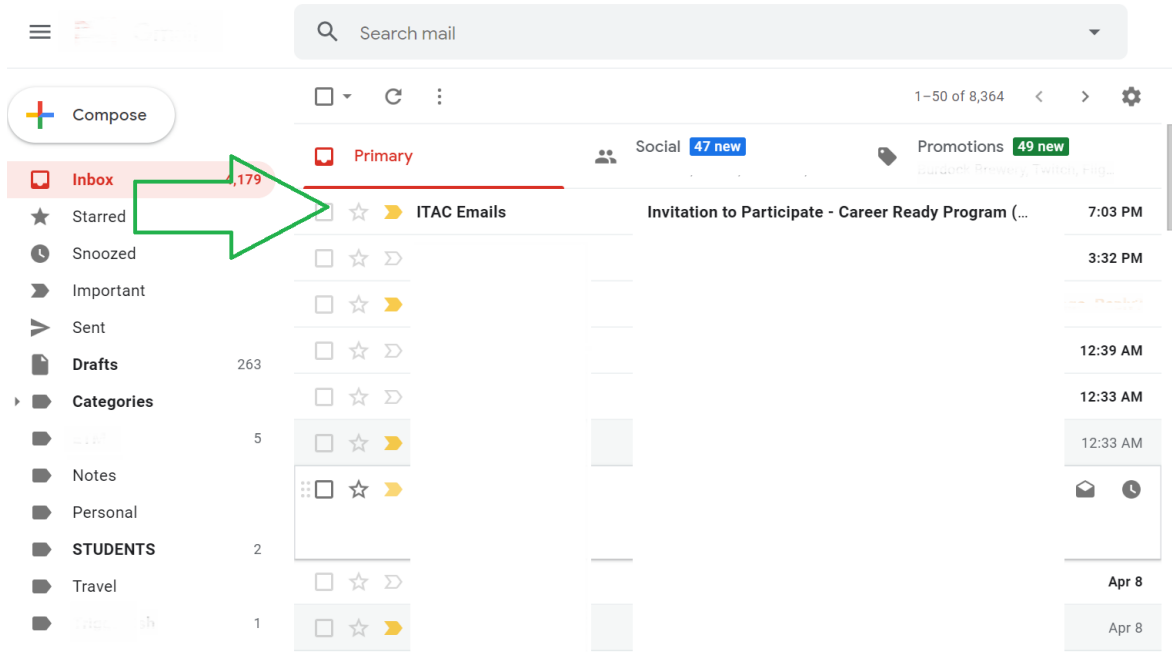 Search mail
Compose
1–50 of 8,364
Primary
Social 47 new
Promotions 49 new
Inbox 4,179
Starred
Snoozed
Important
Sent
Drafts 263
Categories
5
Notes
Personal
STUDENTS 2
Travel
1
ITAC Emails Invitation to Participate - Career Ready Program (… 7:03 PM
3:32 PM
12:39 AM
12:33 AM
12:33 AM
Apr 8
Apr 8